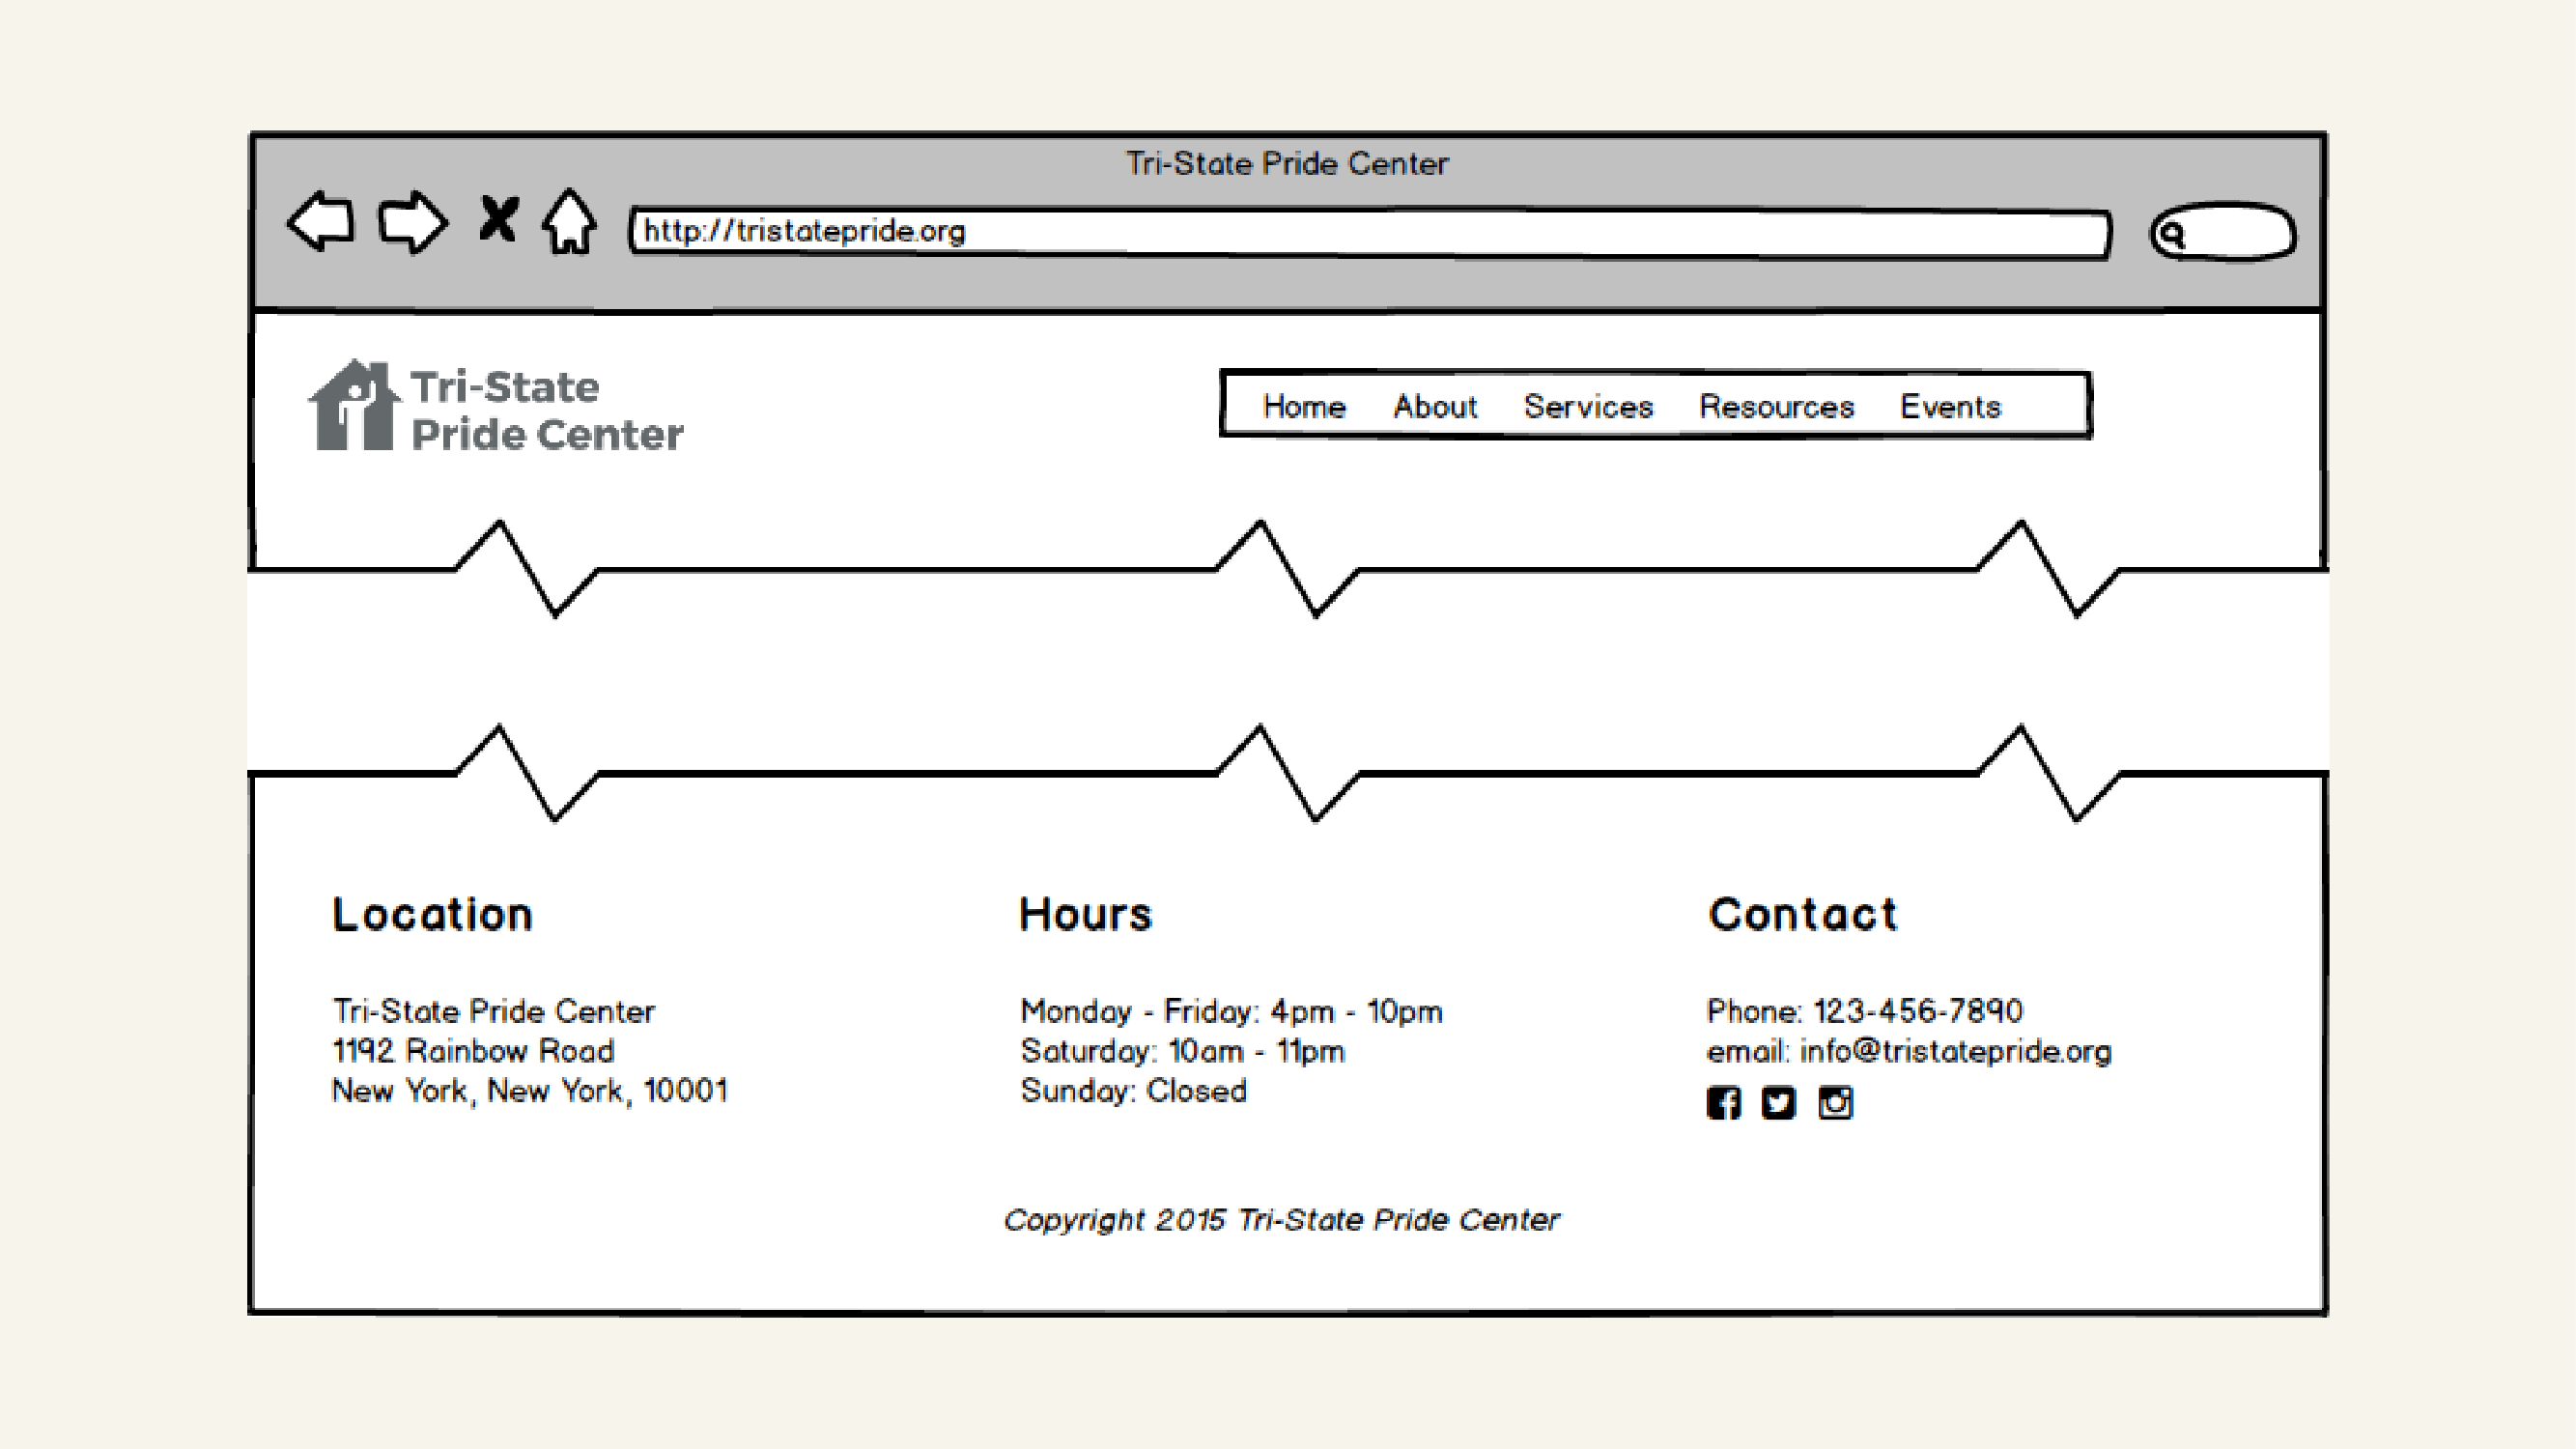 Tri-State Pride Center
http://tristatepride.org
Tri-State
Pride Center
Home About Services Resources Events
Location
Tri-State Pride Center
1192 Rainbow Road
New York, New York, 10001
Hours
Monday - Friday: 4pm - 10pm
Saturday: 10am - 11pm
Sunday: Closed
Contact
Phone: 123-456-7890
email: info@tristatepride.org
Copyright 2015 Tri-State Pride Center